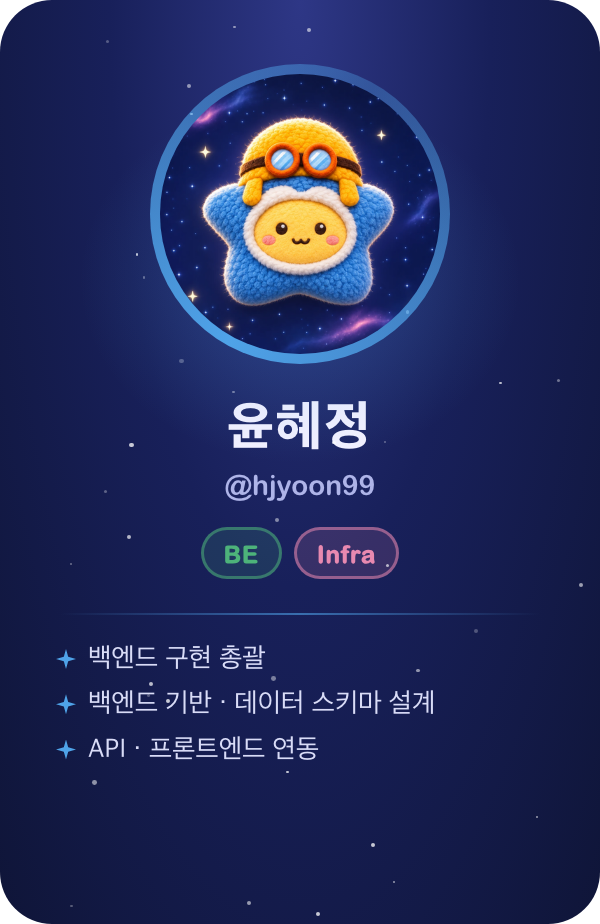 윤혜정
@hjyoon99
BE Infra
백엔드 구현 총괄
백엔드 기반 · 데이터 스키마 설계
API · 프론트엔드 연동